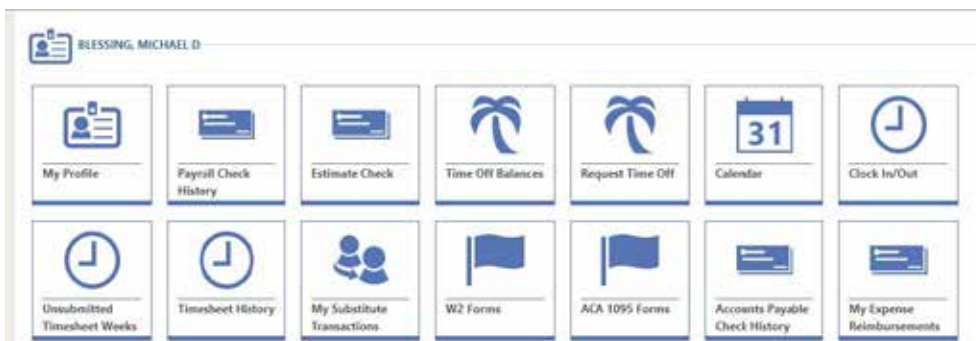 BLESSING, MICHAEL D
My Profile
Payroll Check
History
Estimate Check
Time Off Balances
Request Time Off
31
Calendar
Clock In/Out
Unsubmitted
Timesheet Weeks
Timesheet History
My Substitute
Transactions
W2 Forms
ACA 1095 Forms
Accounts Payable
Check History
My Expense
Reimbursements